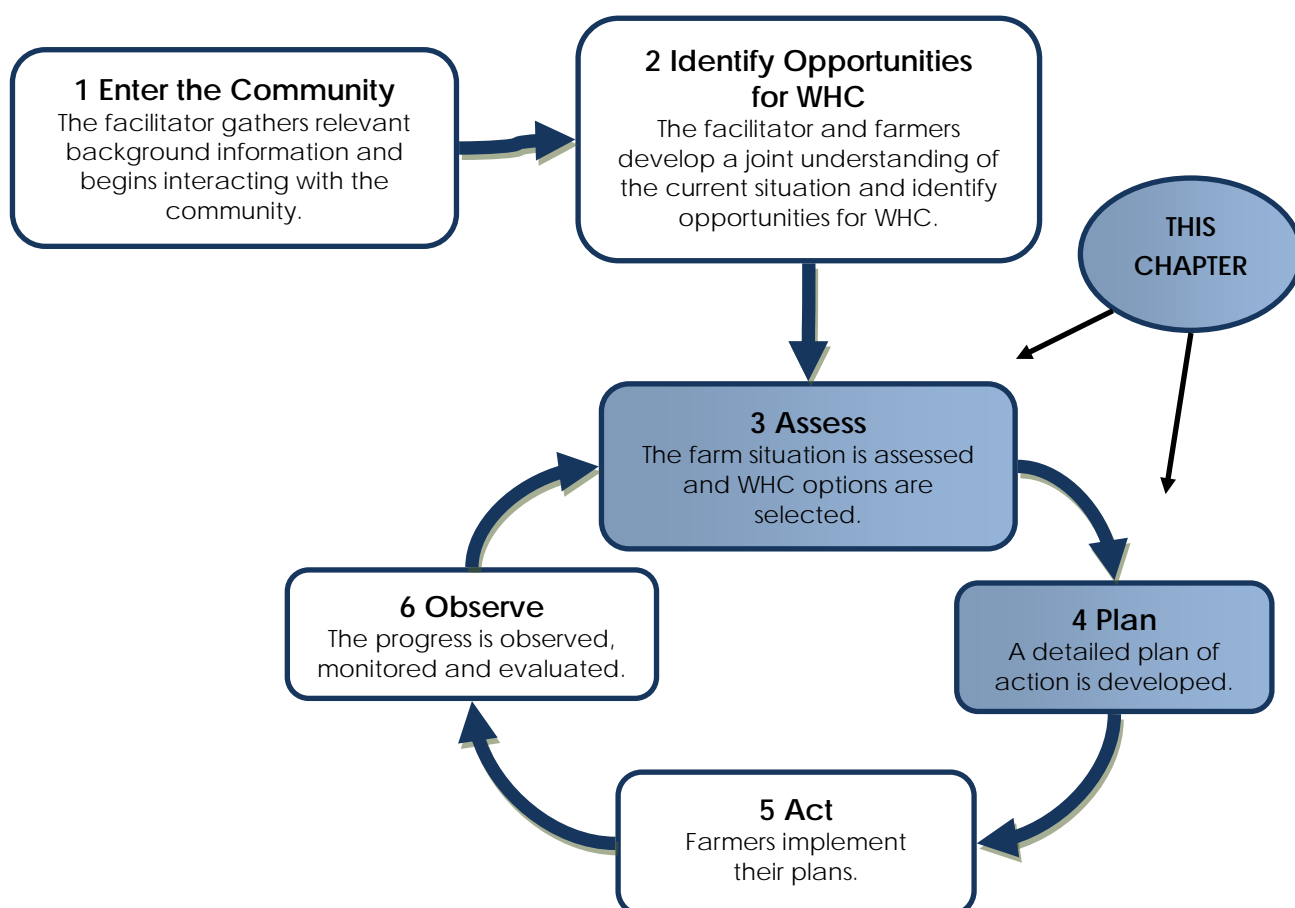 1 Enter the Community
The facilitator gathers relevant
background information and
begins interacting with the
community.
2 Identify Opportunities
for WHC
The facilitator and farmers
develop a joint understanding of
the current situation and identify
opportunities for WHC.
THIS
CHAPTER
3 Assess
The farm situation is assessed
and WHC options are
selected.
4 Plan
A detailed plan of
action is developed.
5 Act
Farmers implement
their plans.
6 Observe
The progress is observed,
monitored and evaluated.